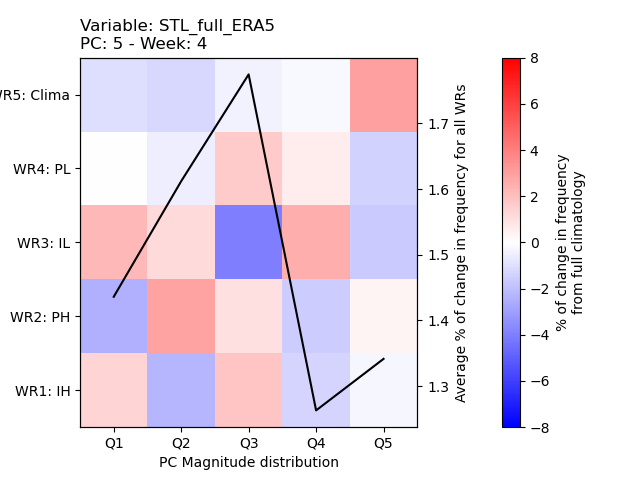 Variable: STL_full_ERA5
PC: 5 - Week: 4
WR5: Clima
WR4: PL
WR3: IL
WR2: PH
WR1: IH
Q1 Q2 Q3 Q4 Q5
PC Magnitude distribution
1.7
1.6
1.5
1.4
1.3
Average % of change in frequency for all WRs
8
6
4
2
0
−2
−4
−6
−8
% of change in frequency
from full climatology